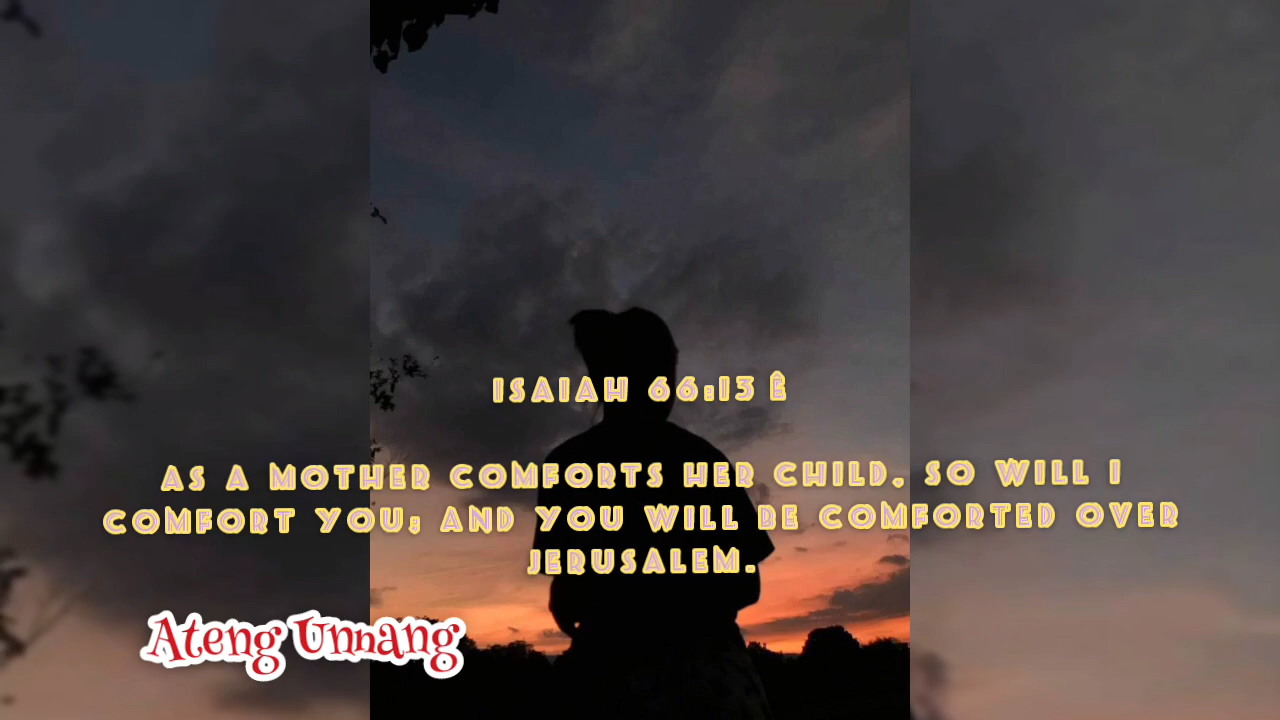 ISAIAH 66:13 Ê
AS A MOTHER COMFORTS HER CHILD, SO WILL I
COMFORT YOU; AND YOU WILL BE COMFORTED OVER
JERUSALEM.
Ateng Unnang